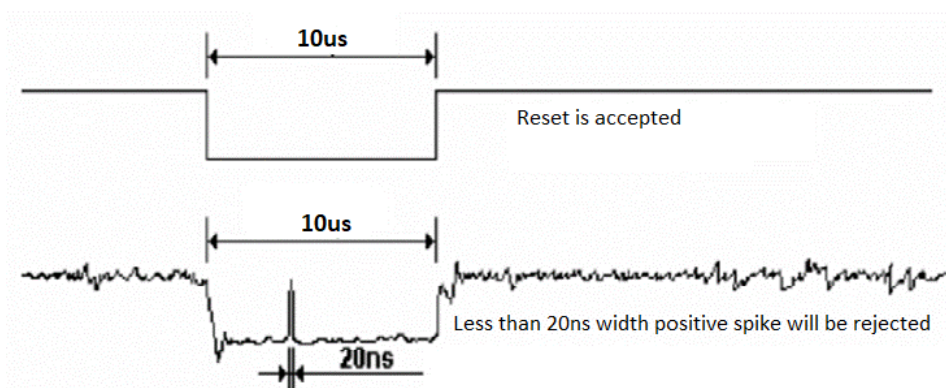 10us
Reset is accepted
10us
Less than 20ns width positive spike will be rejected
20ns